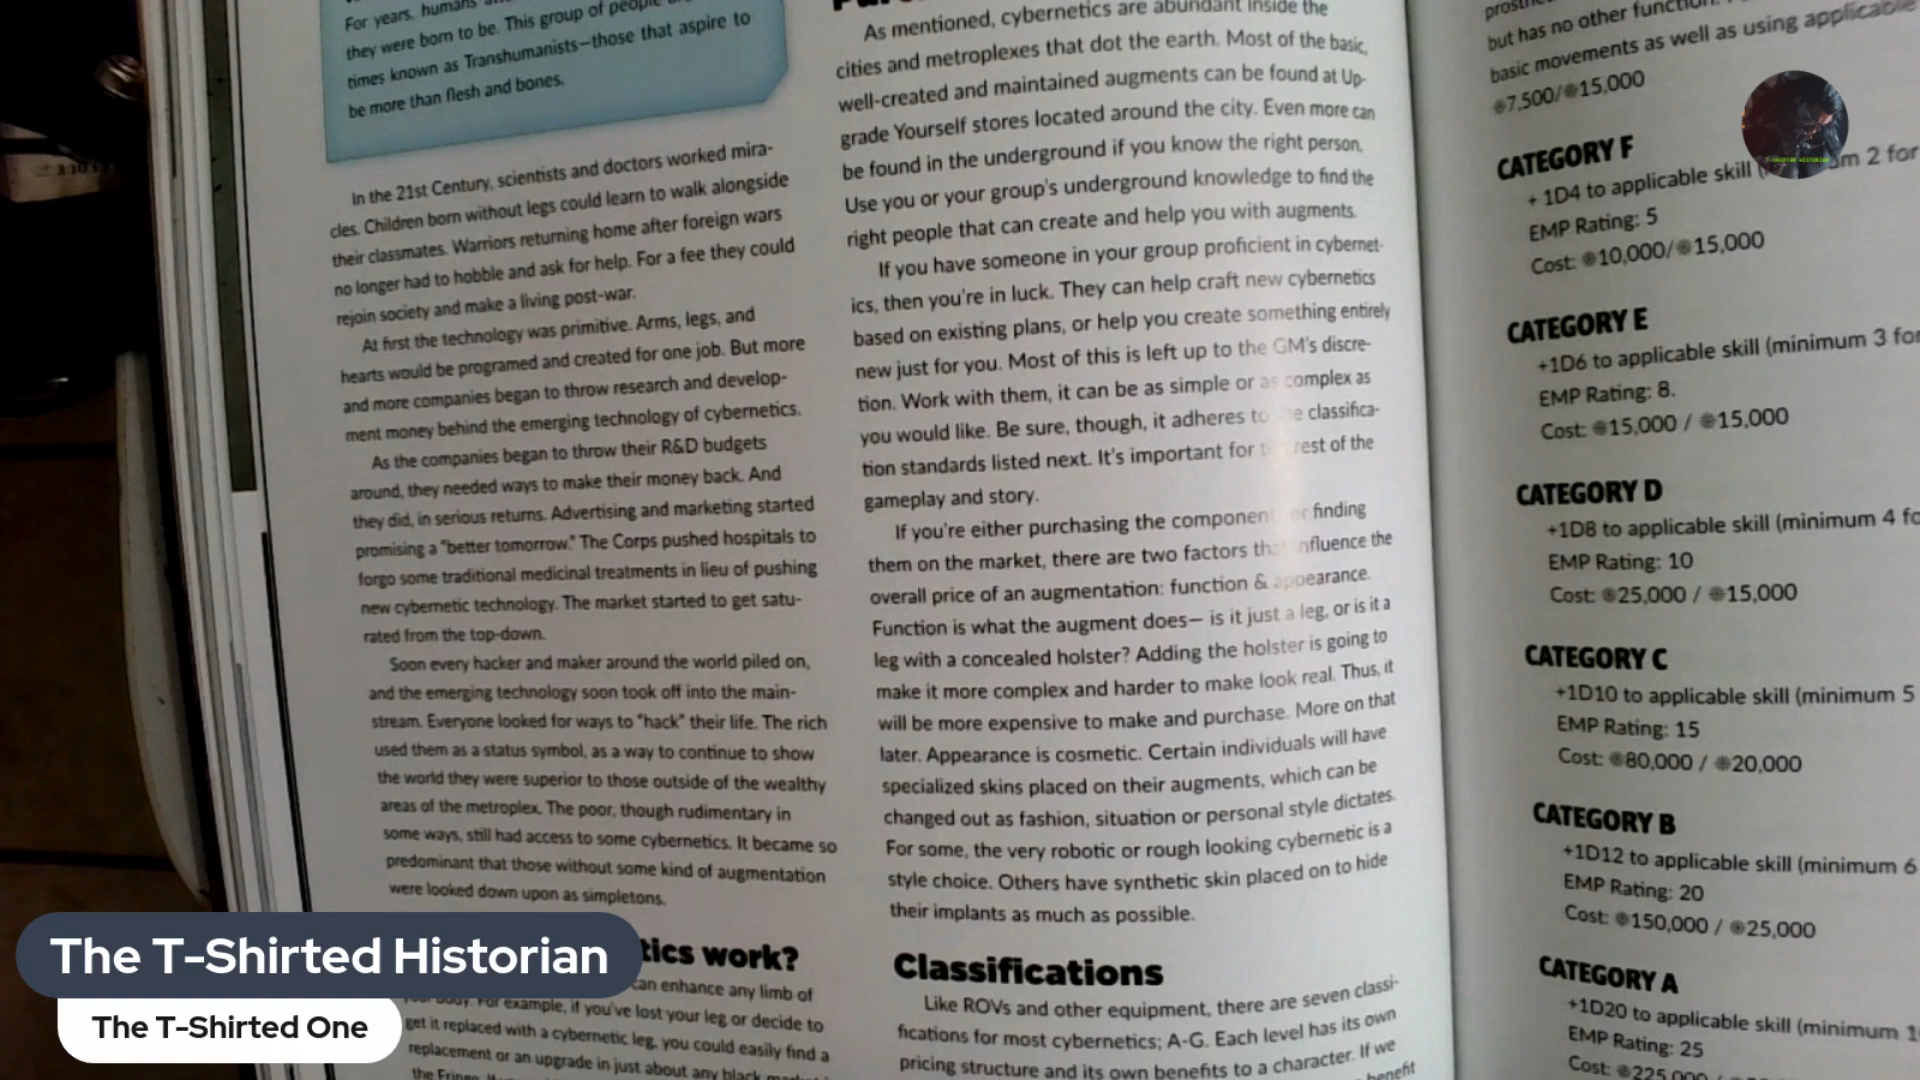 For years, humans
they were born to be. This group of people
times known as Transhumanists—those that aspire to
be more than flesh and bones.
In the 21st Century, scientists and doctors worked mira-
cles. Children born without legs could learn to walk alongside
their classmates. Warriors returning home after foreign wars
no longer had to hobble and ask for help. For a fee they could
rejoin society and make a living post-war.
At first the technology was primitive. Arms, legs, and
hearts would be programed and created for one job. But more
and more companies began to throw research and develop-
ment money behind the emerging technology of cybernetics.
As the companies began to throw their R&D budgets
around, they needed ways to make their money back. And
they did, in serious returns. Advertising and marketing started
promising a "better tomorrow." The Corps pushed hospitals to
forgo some traditional medicinal treatments in lieu of pushing
new cybernetic technology. The market started to get satu-
rated from the top-down.
Soon every hacker and maker around the world piled on,
and the emerging technology soon took off into the main-
stream. Everyone looked for ways to "hack" their life. The rich
used them as a status symbol, as a way to continue to show
the world they were superior to those outside of the wealthy
areas of the metroplex. The poor, though rudimentary in
some ways, still had access to some cybernetics. It became so
predominant that those without some kind of augmentation
were looked down upon as simpletons.
tics work?
can enhance any limb of
your body. For example, if you've lost your leg or decide to
get it replaced with a cybernetic leg, you could easily find a
replacement or an upgrade in just about any black
the Fringe.
As mentioned, cybernetics are abundant inside the
cities and metroplexes that dot the earth. Most of the basic,
well-created and maintained augments can be found at Up-
grade Yourself stores located around the city. Even more can
be found in the underground if you know the right person.
Use you or your group's underground knowledge to find the
right people that can create and help you with augments.
If you have someone in your group proficient in cybernet-
ics, then you're in luck. They can help craft new cybernetics
based on existing plans, or help you create something entirely
new just for you. Most of this is left up to the GM's discre-
tion. Work with them, it can be as simple or as complex as
you would like. Be sure, though, it adheres to the classifica-
tion standards listed next. It's important for the rest of the
gameplay and story.
If you're either purchasing the component or finding
them on the market, there are two factors that influence the
overall price of an augmentation: function & appearance.
Function is what the augment does— is it just a leg, or is it a
leg with a concealed holster? Adding the holster is going to
make it more complex and harder to make look real. Thus, it
will be more expensive to make and purchase. More on that
later. Appearance is cosmetic. Certain individuals will have
specialized skins placed on their augments, which can be
changed out as fashion, situation or personal style dictates.
For some, the very robotic or rough looking cybernetic is a
style choice. Others have synthetic skin placed on to hide
their implants as much as possible.
Classifications
Like ROVs and other equipment, there are seven classi-
fications for most cybernetics; A-G. Each level has its own
pricing structure and its own benefits to a character. If we
benefit
but has no other function.
basic movements as well as using applicable
7,500/15,000
CATEGORY F
+ 1D4 to applicable skill 2 for
EMP Rating: 5
Cost: 10,000/15,000
CATEGORY E
+1D6 to applicable skill (minimum 3 for
EMP Rating: 8.
Cost: 15,000 / 15,000
CATEGORY D
+1D8 to applicable skill (minimum 4 fo
EMP Rating: 10
Cost: 25,000 / 15,000
CATEGORY C
+1D10 to applicable skill (minimum 5
EMP Rating: 15
Cost: 80,000 / 20,000
CATEGORY B
+1D12 to applicable skill (minimum 6
EMP Rating: 20
Cost: 150,000 / 25,000
CATEGORY A
+1D20 to applicable skill (minimum 1
EMP Rating: 25
Cost: 225,000
The T-Shirted Historian
The T-Shirted One